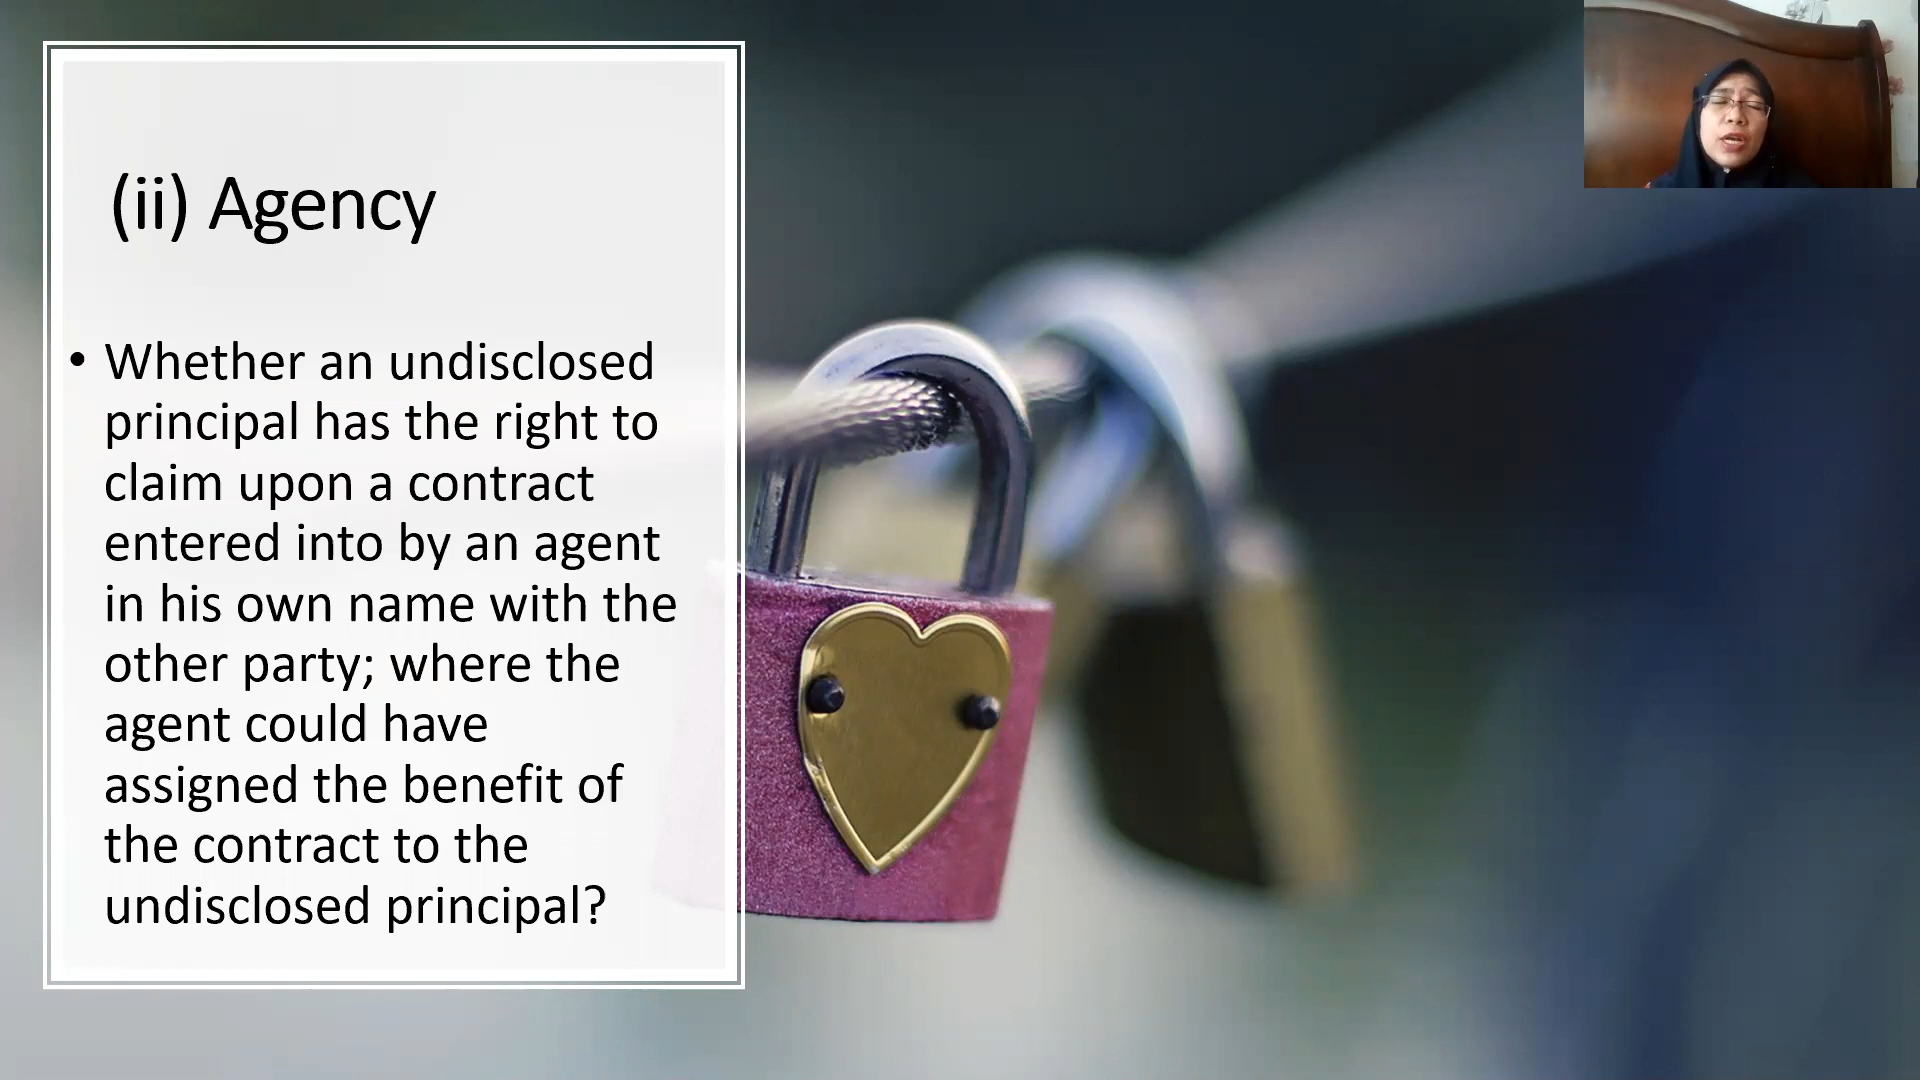 (ii) Agency
• Whether an undisclosed
principal has the right to
claim upon a contract
entered into by an agent
in his own name with the
other party; where the
agent could have
assigned the benefit of
the contract to the
undisclosed principal?